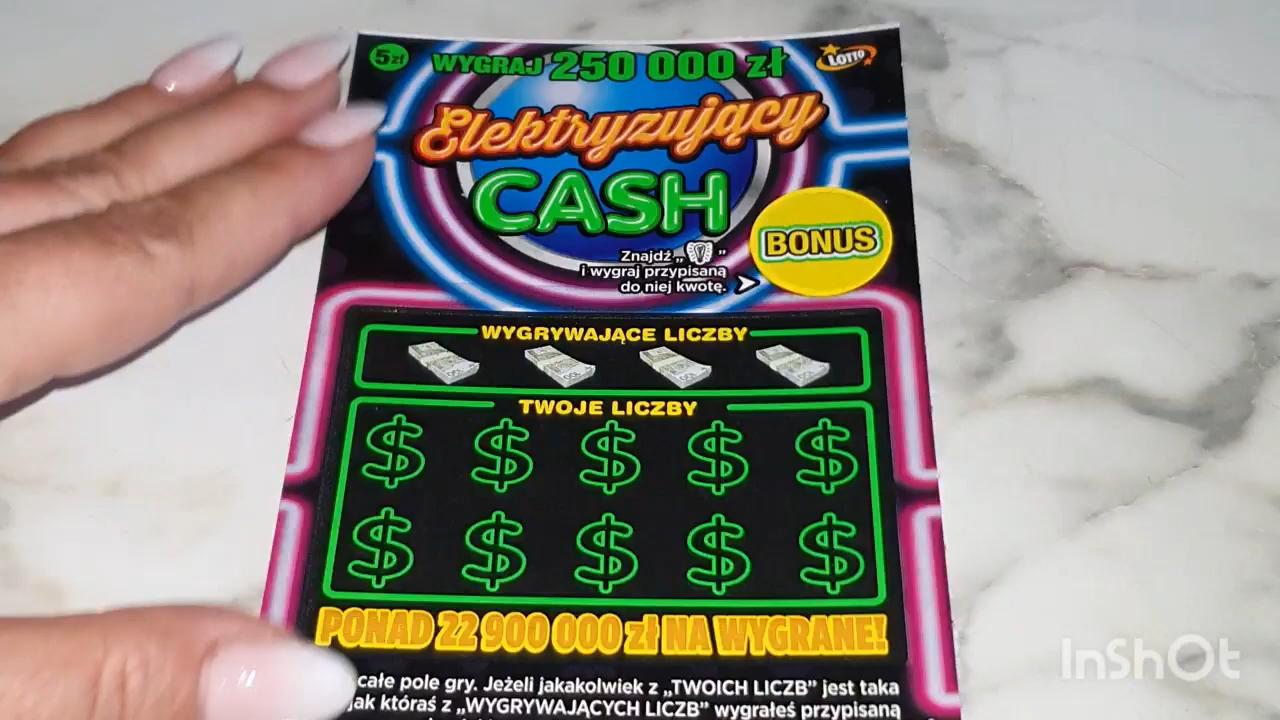 5zł
WYGRAJ 250 000 zł
LOTTO
Elektryzujący
CASH
Znajdź „ ”
i wygraj przypisaną
do niej kwotę.
BONUS
WYGRYWAJĄCE LICZBY
TWOJE LICZBY
PONAD 22 900 000 zł NA WYGRANE!
całe pole gry. Jeżeli jakakolwiek z „TWOICH LICZB” jest taka
jak któraś z „WYGRYWAJĄCYCH LICZB” wygrałeś przypisaną
InShOt